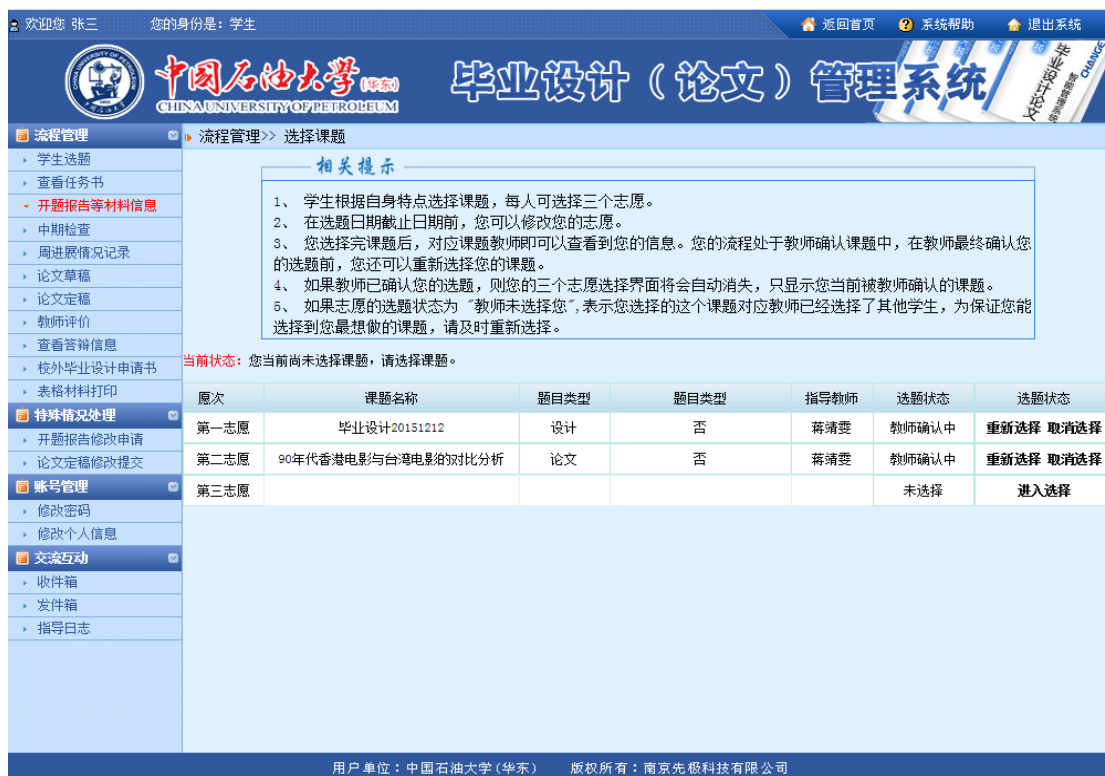 欢迎您 张三 您的身份是：学生 返回首页 系统帮助 退出系统
中国石油大学(华东)
CHINA UNIVERSITY OF PETROLEUM
毕业设计（论文）管理系统
毕业设计论文
智能管理系统
CHANGE
流程管理
学生选题
查看任务书
开题报告等材料信息
中期检查
周进展情况记录
论文草稿
论文定稿
教师评价
查看答辩信息
校外毕业设计申请书
表格材料打印
特殊情况处理
开题报告修改申请
论文定稿修改提交
账号管理
修改密码
修改个人信息
交流互动
收件箱
发件箱
指导日志
流程管理>> 选择课题
相关提示
1、 学生根据自身特点选择课题，每人可选择三个志愿。
2、 在选题日期截止日期前，您可以修改您的志愿。
3、 您选择完课题后，对应课题教师即可以查看到您的信息。您的流程处于教师确认课题中，在教师最终确认您
的选题前，您还可以重新选择您的课题。
4、 如果教师已确认您的选题，则您的三个志愿选择界面将会自动消失，只显示您当前被教师确认的课题。
5、 如果志愿的选题状态为 "教师未选择您",表示您选择的这个课题对应教师已经选择了其他学生，为保证您能
选择到您最想做的课题，请及时重新选择。
当前状态：您当前尚未选择课题，请选择课题。
愿次 课题名称 题目类型 题目类型 指导教师 选题状态 选题状态
第一志愿 毕业设计20151212 设计 否 蒋靖雯 教师确认中 重新选择 取消选择
第二志愿 90年代香港电影与台湾电影的对比分析 论文 否 蒋靖雯 教师确认中 重新选择 取消选择
第三志愿 未选择 进入选择
用户单位：中国石油大学(华东) 版权所有：南京先极科技有限公司